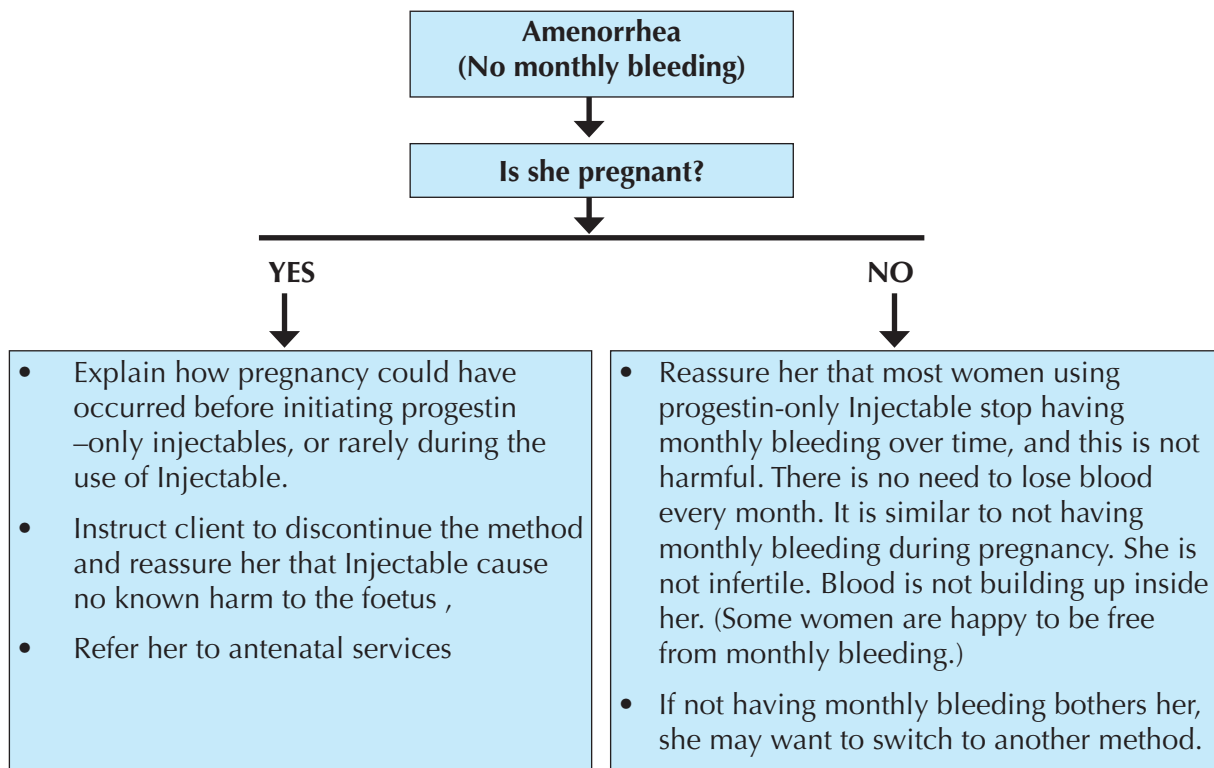 Amenorrhea
(No monthly bleeding)
Is she pregnant?
YES
• Explain how pregnancy could have
occurred before initiating progestin
–only injectables, or rarely during the
use of Injectable.
• Instruct client to discontinue the method
and reassure her that Injectable cause
no known harm to the foetus ,
• Refer her to antenatal services
NO
• Reassure her that most women using
progestin-only Injectable stop having
monthly bleeding over time, and this is not
harmful. There is no need to lose blood
every month. It is similar to not having
monthly bleeding during pregnancy. She is
not infertile. Blood is not building up inside
her. (Some women are happy to be free
from monthly bleeding.)
• If not having monthly bleeding bothers her,
she may want to switch to another method.